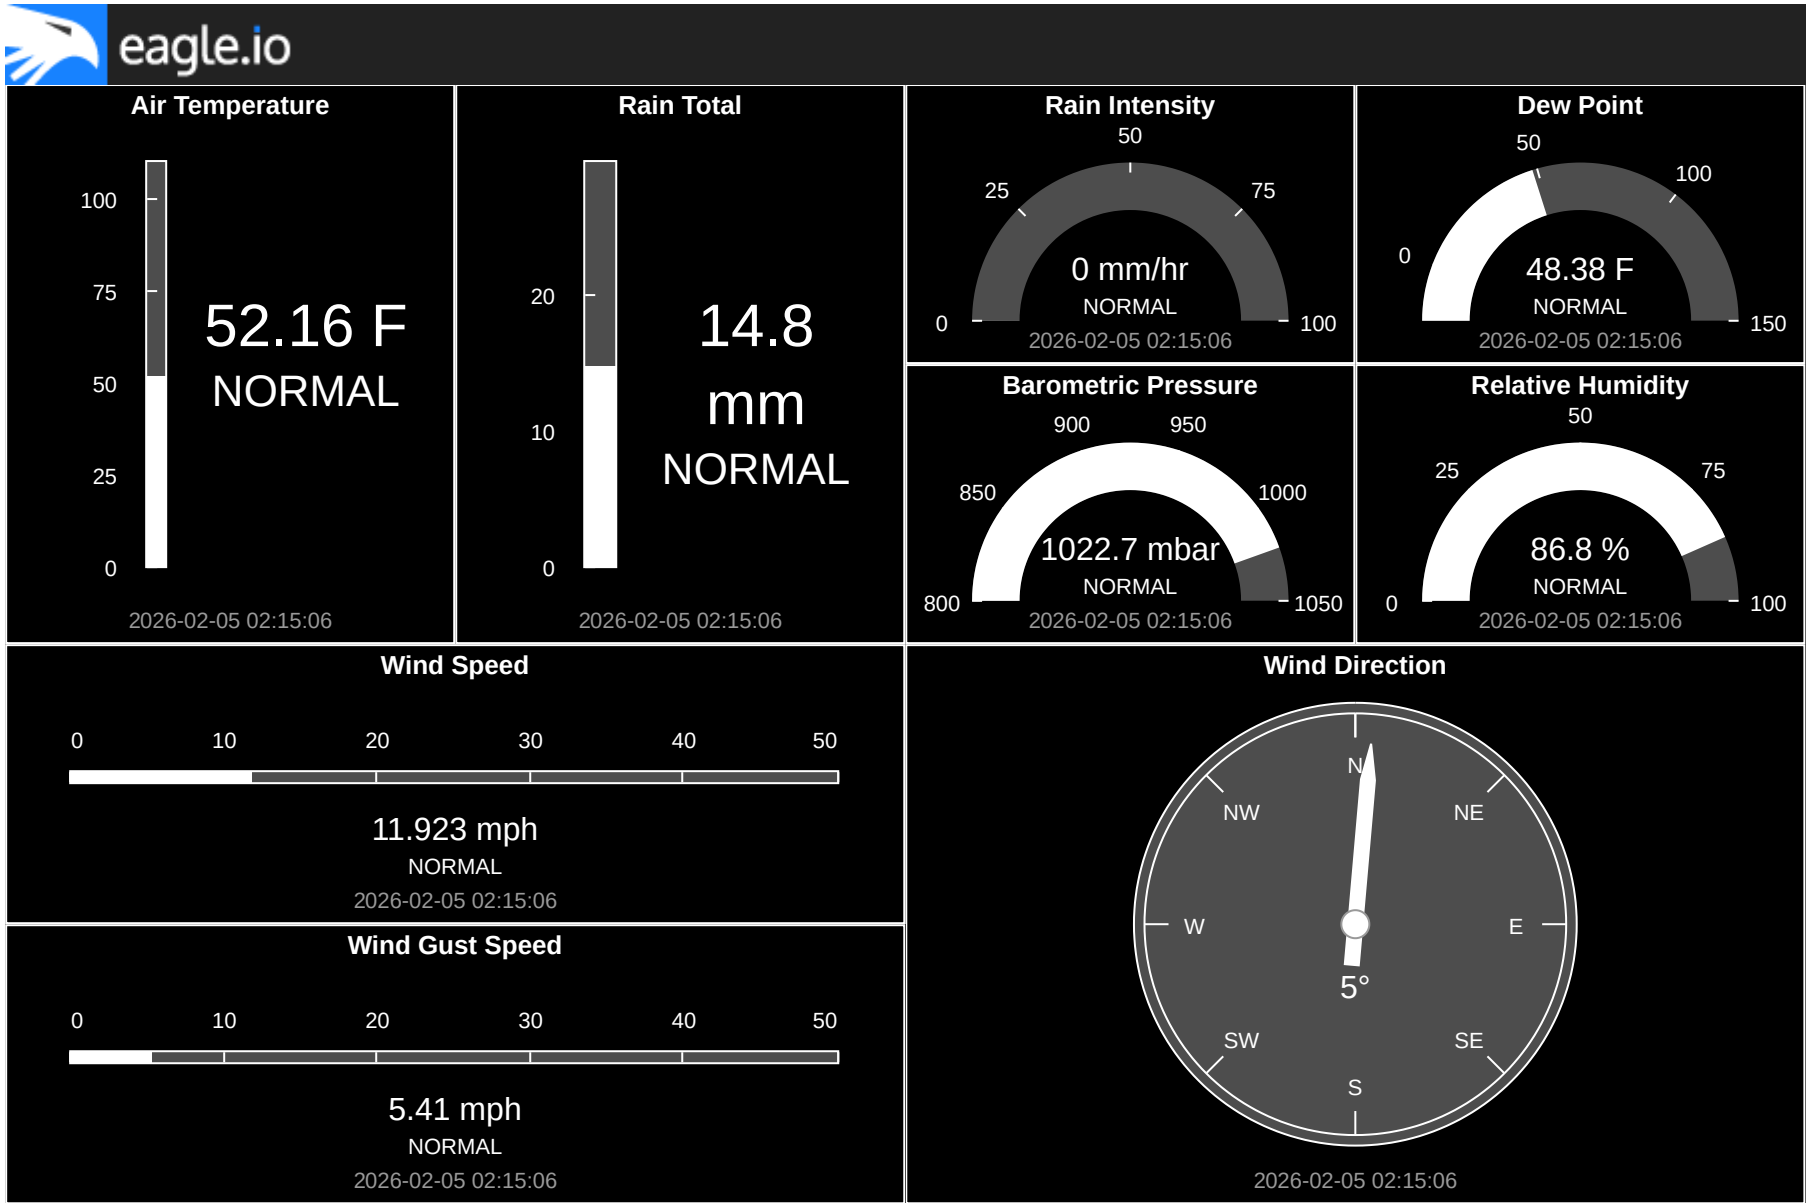 eagle.io
Air Temperature
100
75
50
25
0
52.16 F
NORMAL
2026-02-05 02:15:06
Rain Total
20
10
0
14.8
mm
NORMAL
2026-02-05 02:15:06
Rain Intensity
50
25
75
0
100
0 mm/hr
NORMAL
2026-02-05 02:15:06
Dew Point
50
100
0
150
48.38 F
NORMAL
2026-02-05 02:15:06
Barometric Pressure
900
950
850
1000
800
1050
1022.7 mbar
NORMAL
2026-02-05 02:15:06
Relative Humidity
50
25
75
0
100
86.8 %
NORMAL
2026-02-05 02:15:06
Wind Speed
0 10 20 30 40 50
11.923 mph
NORMAL
2026-02-05 02:15:06
Wind Gust Speed
0 10 20 30 40 50
5.41 mph
NORMAL
2026-02-05 02:15:06
Wind Direction
N
NW
NE
W
E
5°
SW
SE
S
2026-02-05 02:15:06